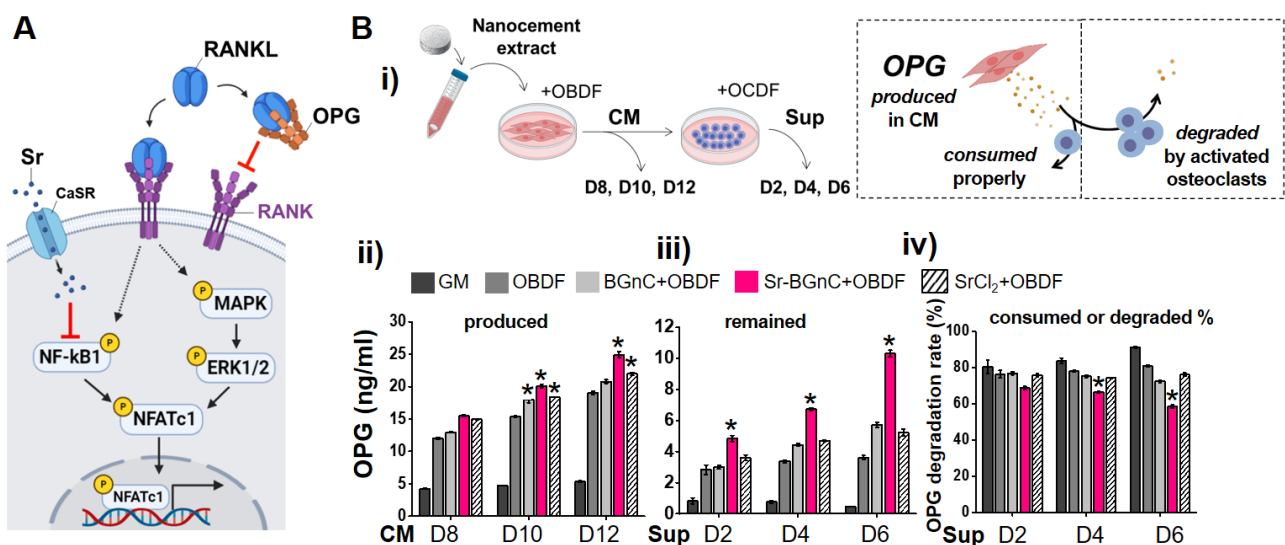 A
RANKL
OPG
Sr
CaSR
RANK
P
MAPK
P
NF-kB1
P
ERK1/2
P
NFATc1
P
NFATc1
B
i)
Nanocement
extract
+OBDF
CM
+OCDF
Sup
D8, D10, D12
D2, D4, D6
OPG
produced
in CM
consumed
properly
degraded
by activated
osteoclasts
ii)
iii)
iv)
GM
OBDF
BGnC+OBDF
Sr-BGnC+OBDF
SrCl₂+OBDF
produced
OPG (ng/ml)
30
25
20
15
10
5
0
* * *
* *
CM D8 D10 D12
remained
12
10
8
6
4
2
0
*
*
*
Sup D2 D4 D6
consumed or degraded %
OPG degradation rate (%)
100
80
60
40
20
0
*
*
Sup D2 D4 D6